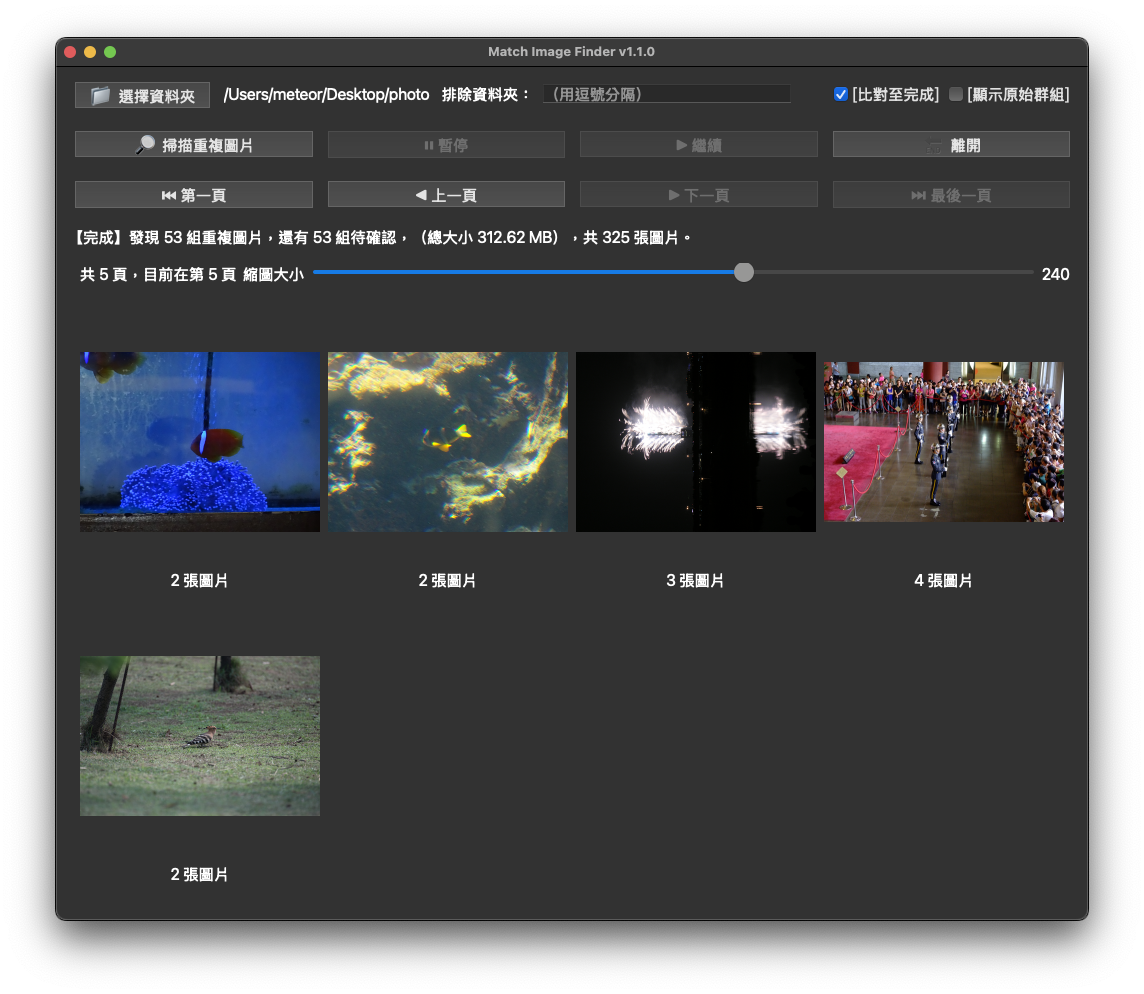 Match Image Finder v1.1.0
選擇資料夾 /Users/meteor/Desktop/photo 排除資料夾： （用逗號分隔） [比對至完成] [顯示原始群組]
掃描重複圖片 暫停 繼續 離開
第一頁 上一頁 下一頁 最後一頁
【完成】發現 53 組重複圖片，還有 53 組待確認，（總大小 312.62 MB），共 325 張圖片。
共 5 頁，目前在第 5 頁 縮圖大小 240
2 張圖片 2 張圖片 3 張圖片 4 張圖片
2 張圖片